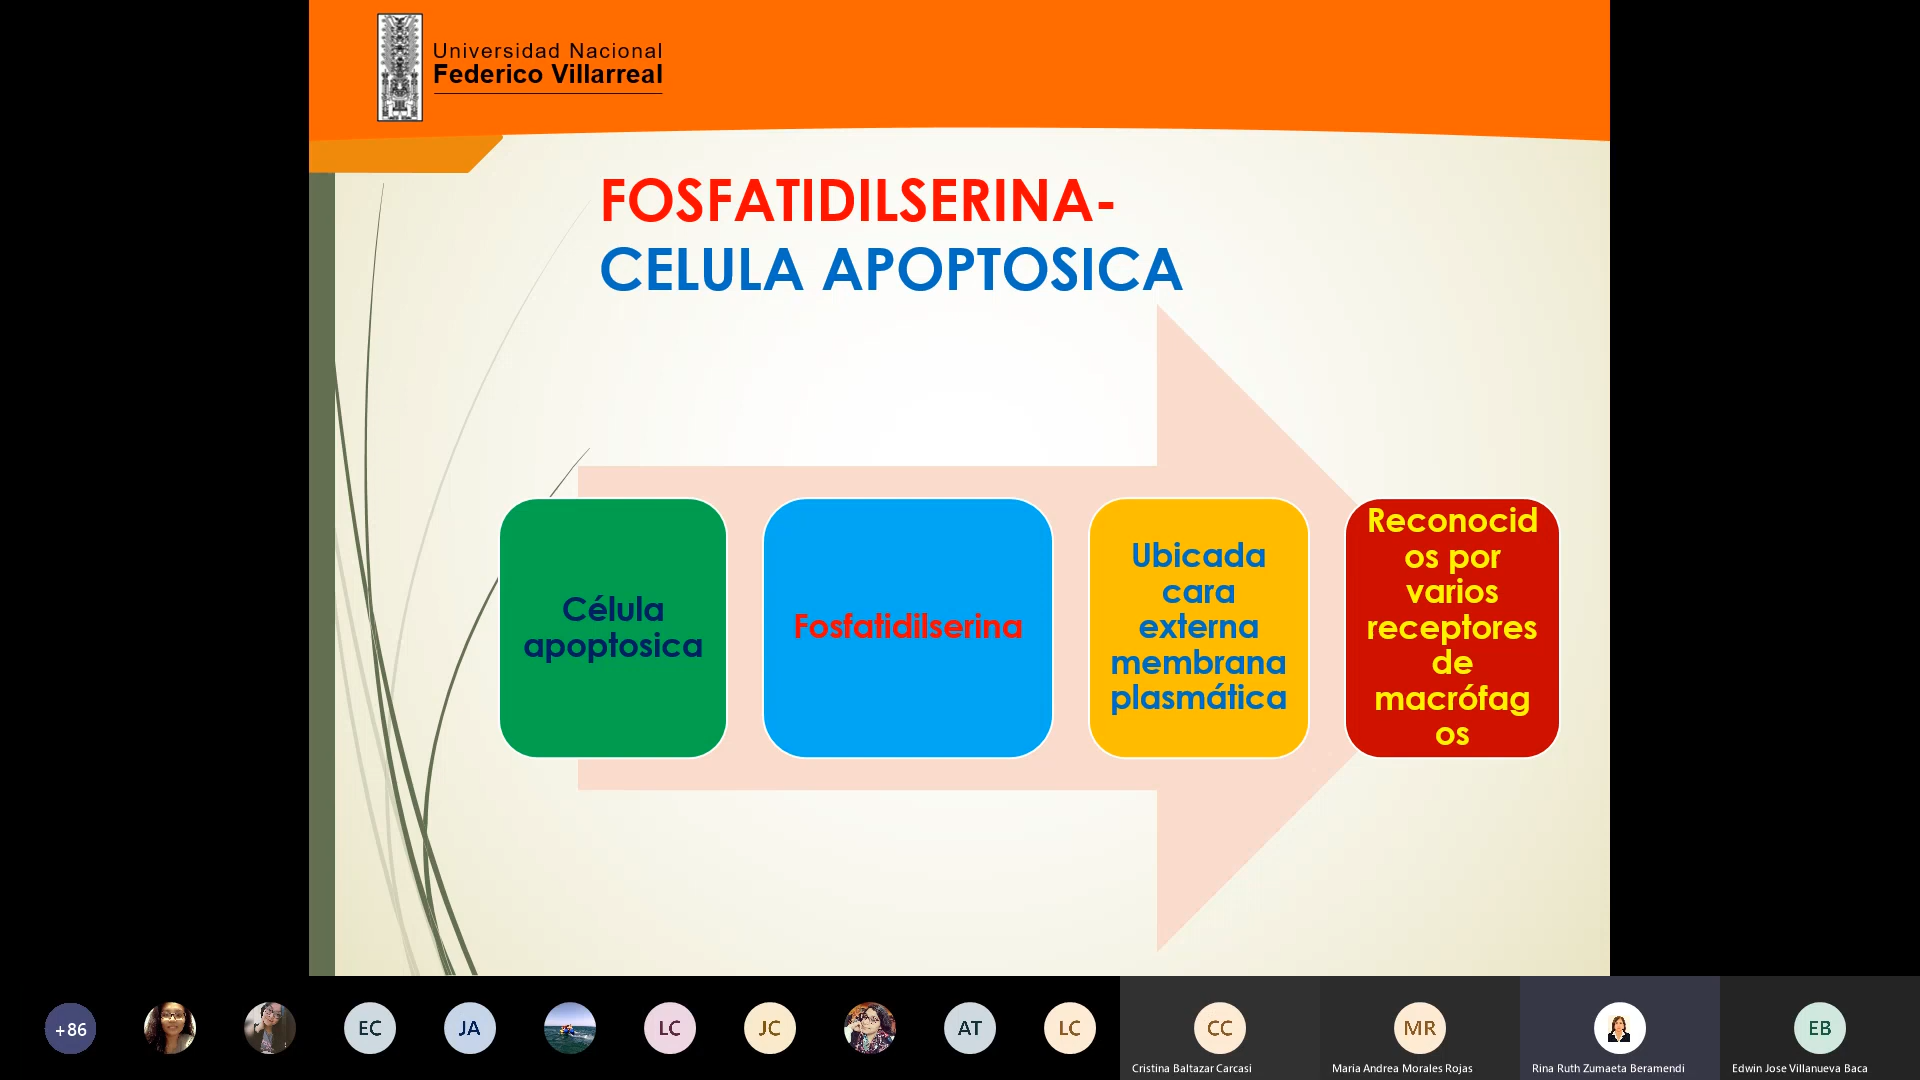 Universidad Nacional
Federico Villarreal
FOSFATIDILSERINA-
CELULA APOPTOSICA
Célula
apoptosica
Fosfatidilserina
Ubicada
cara
externa
membrana
plasmática
Reconocid
os por
varios
receptores
de
macrófag
os
+86
EC
JA
LC
JC
AT
LC
CC
Cristina Baltazar Carcasi
MR
Maria Andrea Morales Rojas
Rina Ruth Zumaeta Beramendi
EB
Edwin Jose Villanueva Baca